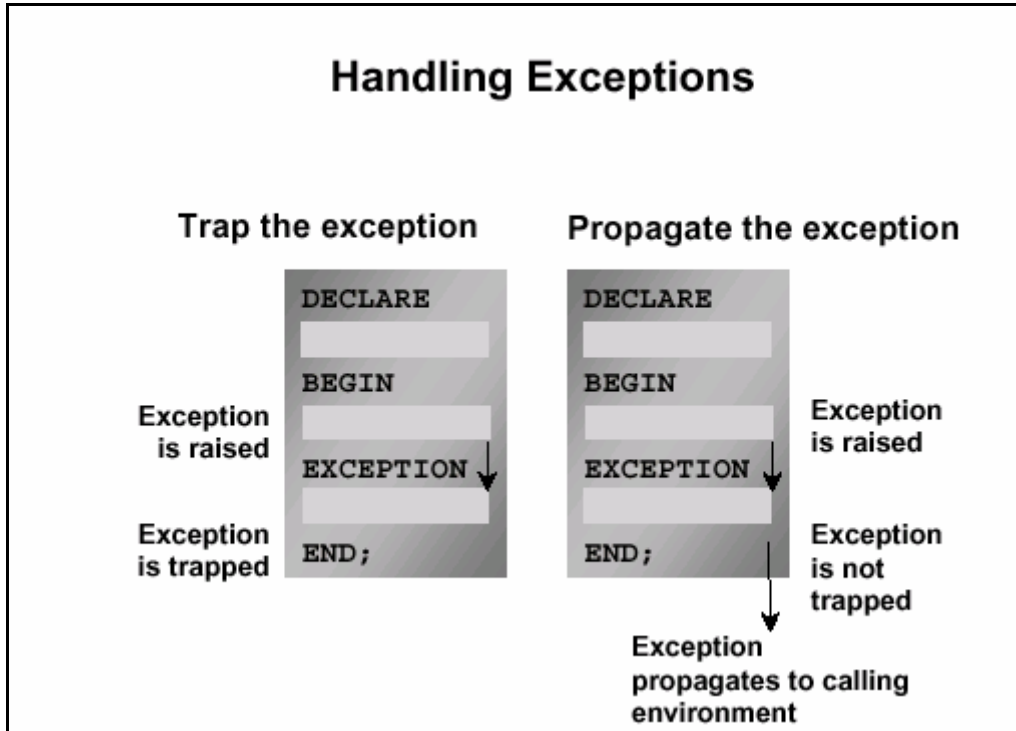 Handling Exceptions
Trap the exception
DECLARE
BEGIN
Exception
is raised
EXCEPTION
Exception
is trapped
END;
Propagate the exception
DECLARE
BEGIN
Exception
is raised
EXCEPTION
END;
Exception
is not
trapped
Exception
propagates to calling
environment